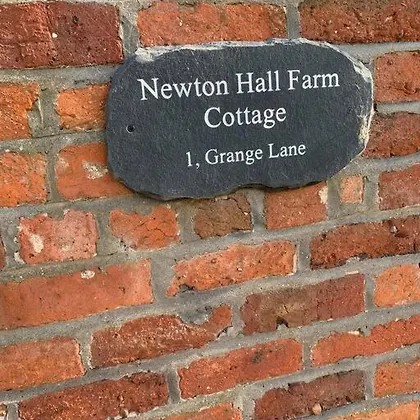 Newton Hall Farm
Cottage
1, Grange Lane